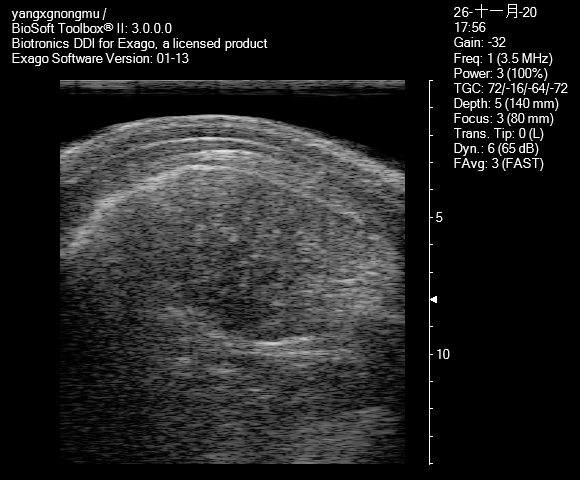 yangxgnongmu /
BioSoft Toolbox® II: 3.0.0.0
Biotronics DDI for Exago, a licensed product
Exago Software Version: 01-13
26-十一月-20
17:56
Gain: -32
Freq: 1 (3.5 MHz)
Power: 3 (100%)
TGC: 72/-16/-64/-72
Depth: 5 (140 mm)
Focus: 3 (80 mm)
Trans. Tip: 0 (L)
Dyn.: 6 (65 dB)
FAvg: 3 (FAST)
5
10